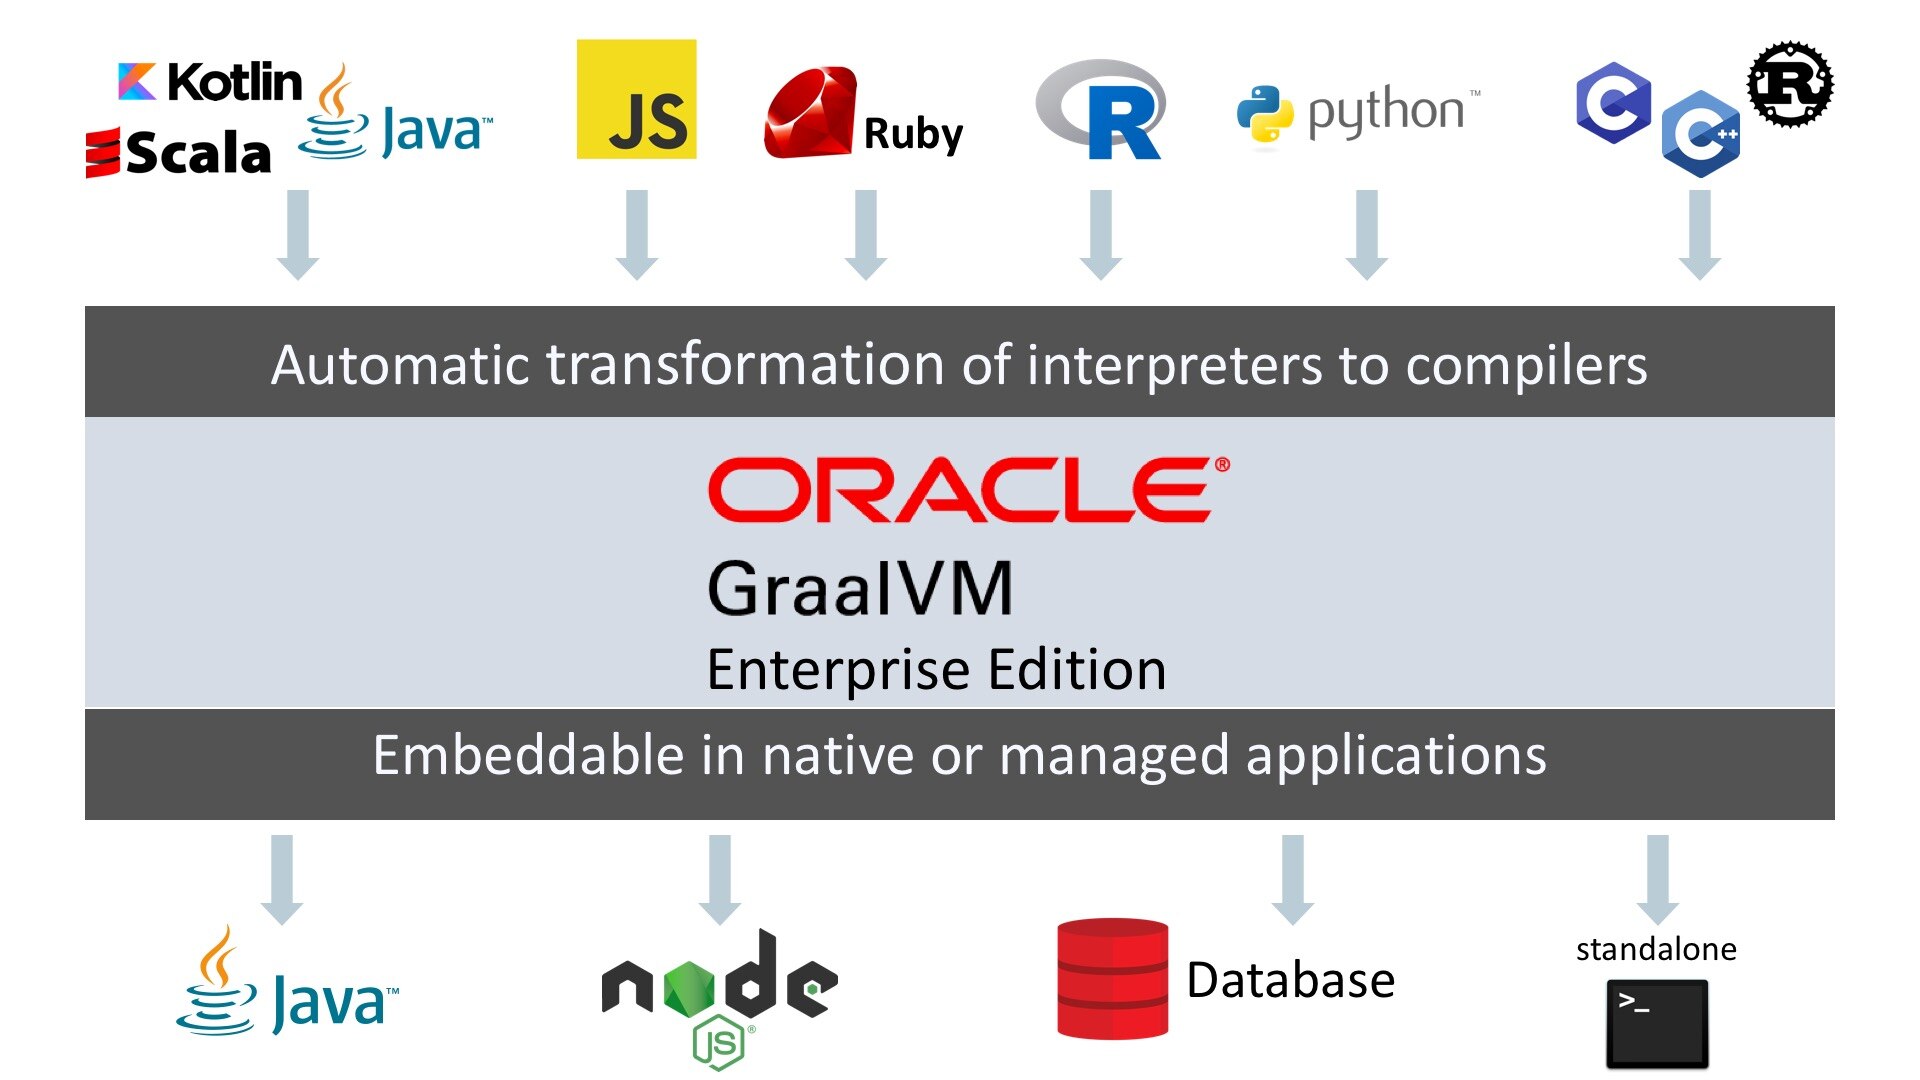 Kotlin
Scala
Java™
JS
Ruby
R
python™
C
C++
R
Automatic transformation of interpreters to compilers
ORACLE®
GraalVM
Enterprise Edition
Embeddable in native or managed applications
Java™
node
JS®
Database
standalone
>_